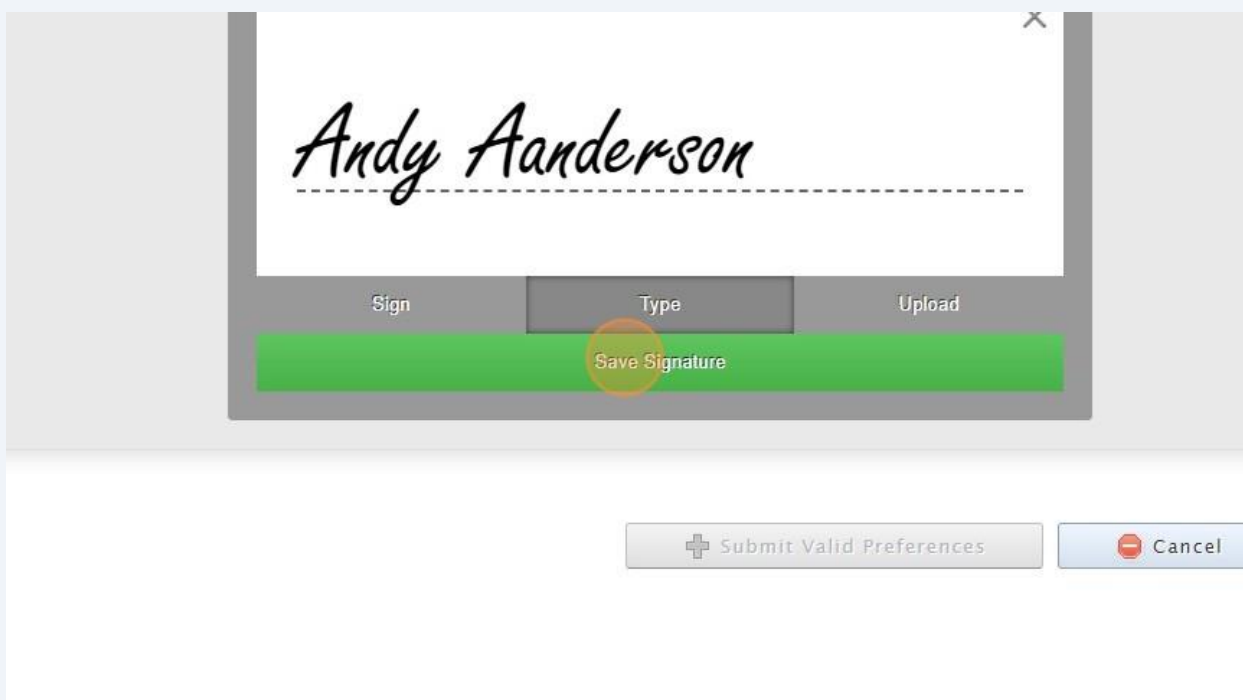 Andy Aanderson
Sign Type Upload
Save Signature
Submit Valid Preferences Cancel